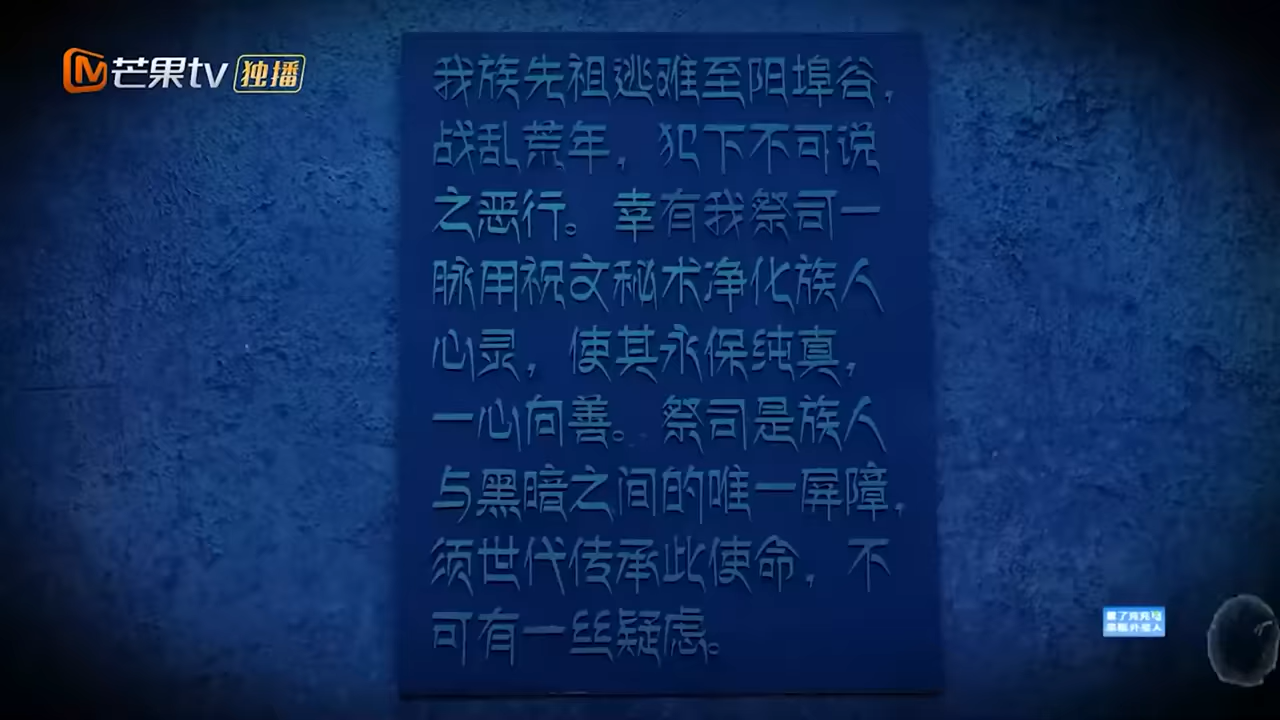 芒果tv 独播
我族先祖逃难至阳埠谷，
战乱荒年，犯下不可说
之恶行。幸有我祭司一
脉用祝文秘术净化族人
心灵，使其永保纯真，
一心向善。祭司是族人
与黑暗之间的唯一屏障，
须世代传承此使命，不
可有一丝疑虑。